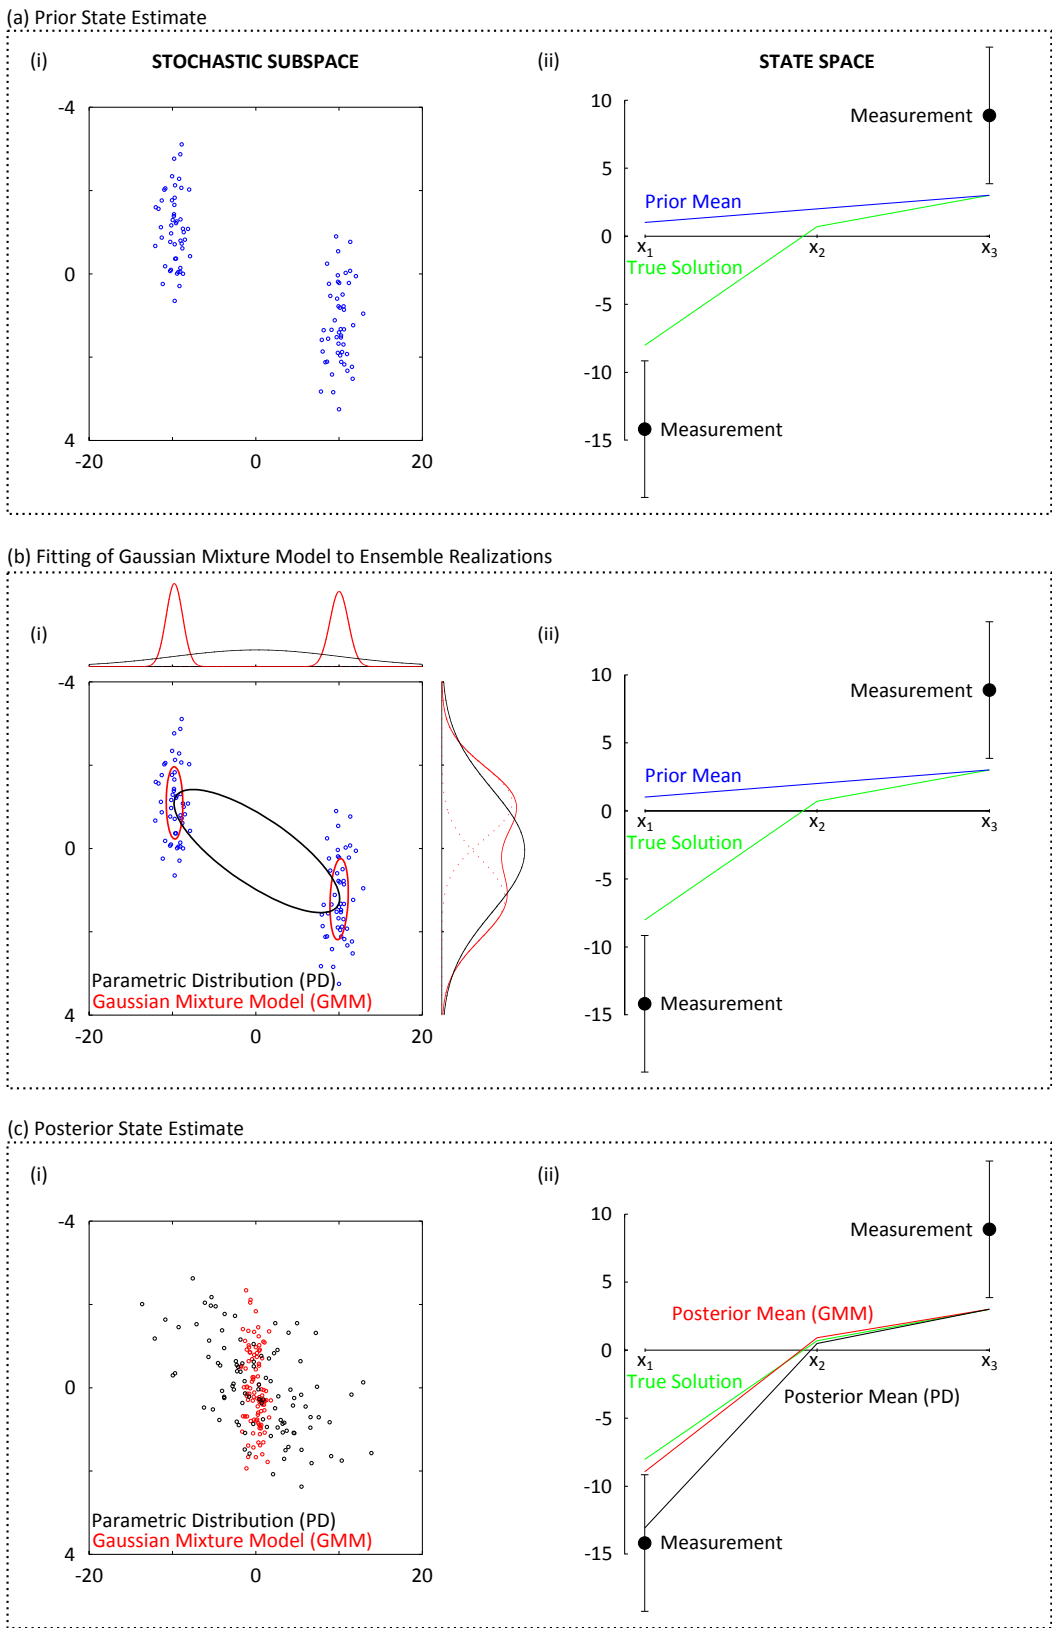 (a) Prior State Estimate
(i) STOCHASTIC SUBSPACE
-4
0
4
-20 0 20
(ii) STATE SPACE
10
5
0
-5
-10
-15
Measurement
Prior Mean
x1 x2 x3
True Solution
Measurement
(b) Fitting of Gaussian Mixture Model to Ensemble Realizations
(i)
-4
0
4
Parametric Distribution (PD)
Gaussian Mixture Model (GMM)
-20 0 20
(ii)
10
5
0
-5
-10
-15
Measurement
Prior Mean
x1 x2 x3
True Solution
Measurement
(c) Posterior State Estimate
(i)
-4
0
4
Parametric Distribution (PD)
Gaussian Mixture Model (GMM)
-20 0 20
(ii)
10
5
0
-5
-10
-15
Measurement
Posterior Mean (GMM)
x1 x2 x3
True Solution
Posterior Mean (PD)
Measurement